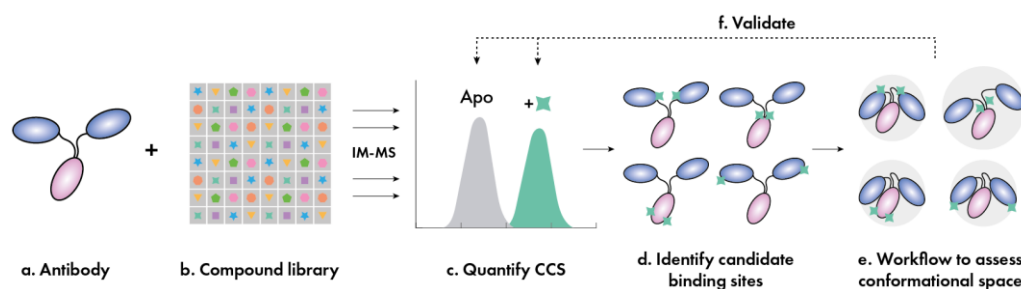 f. Validate
Apo
+
+
IM-MS
a. Antibody
b. Compound library
c. Quantify CCS
d. Identify candidate
binding sites
e. Workflow to assess
conformational space